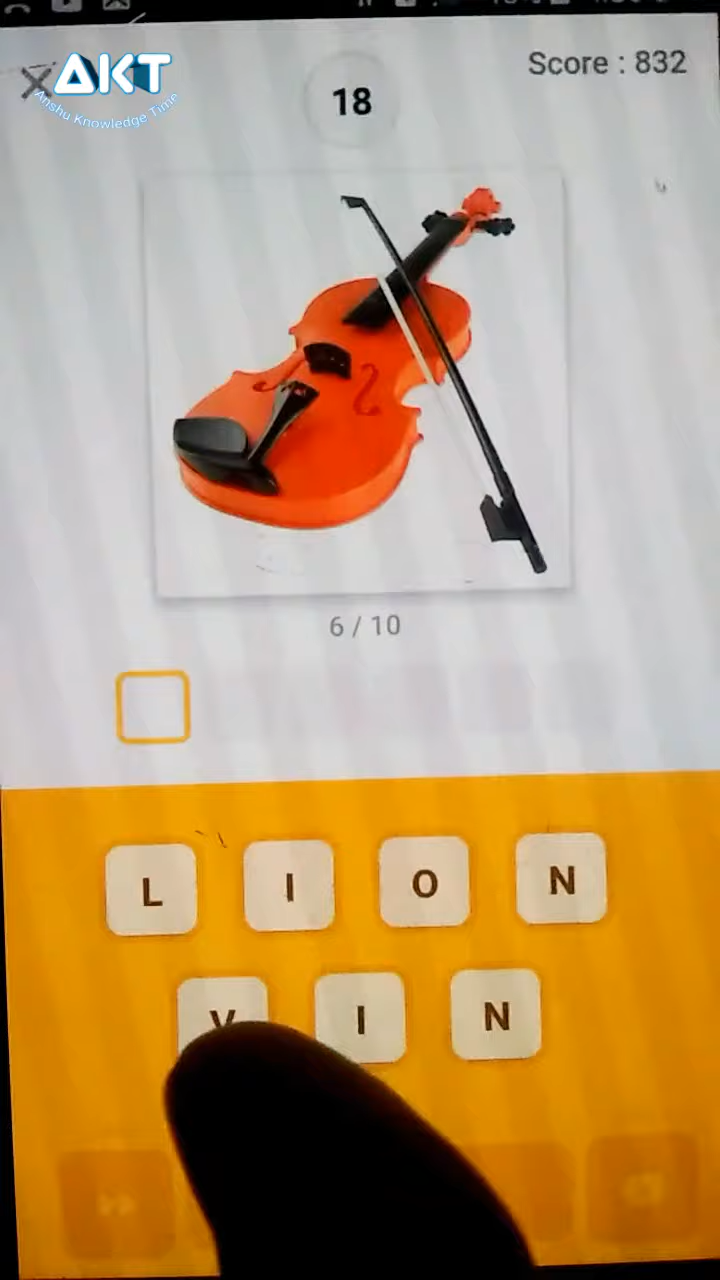 AKT
Anshu Knowledge Time
18
Score : 832
6 / 10
L I O N
V I N